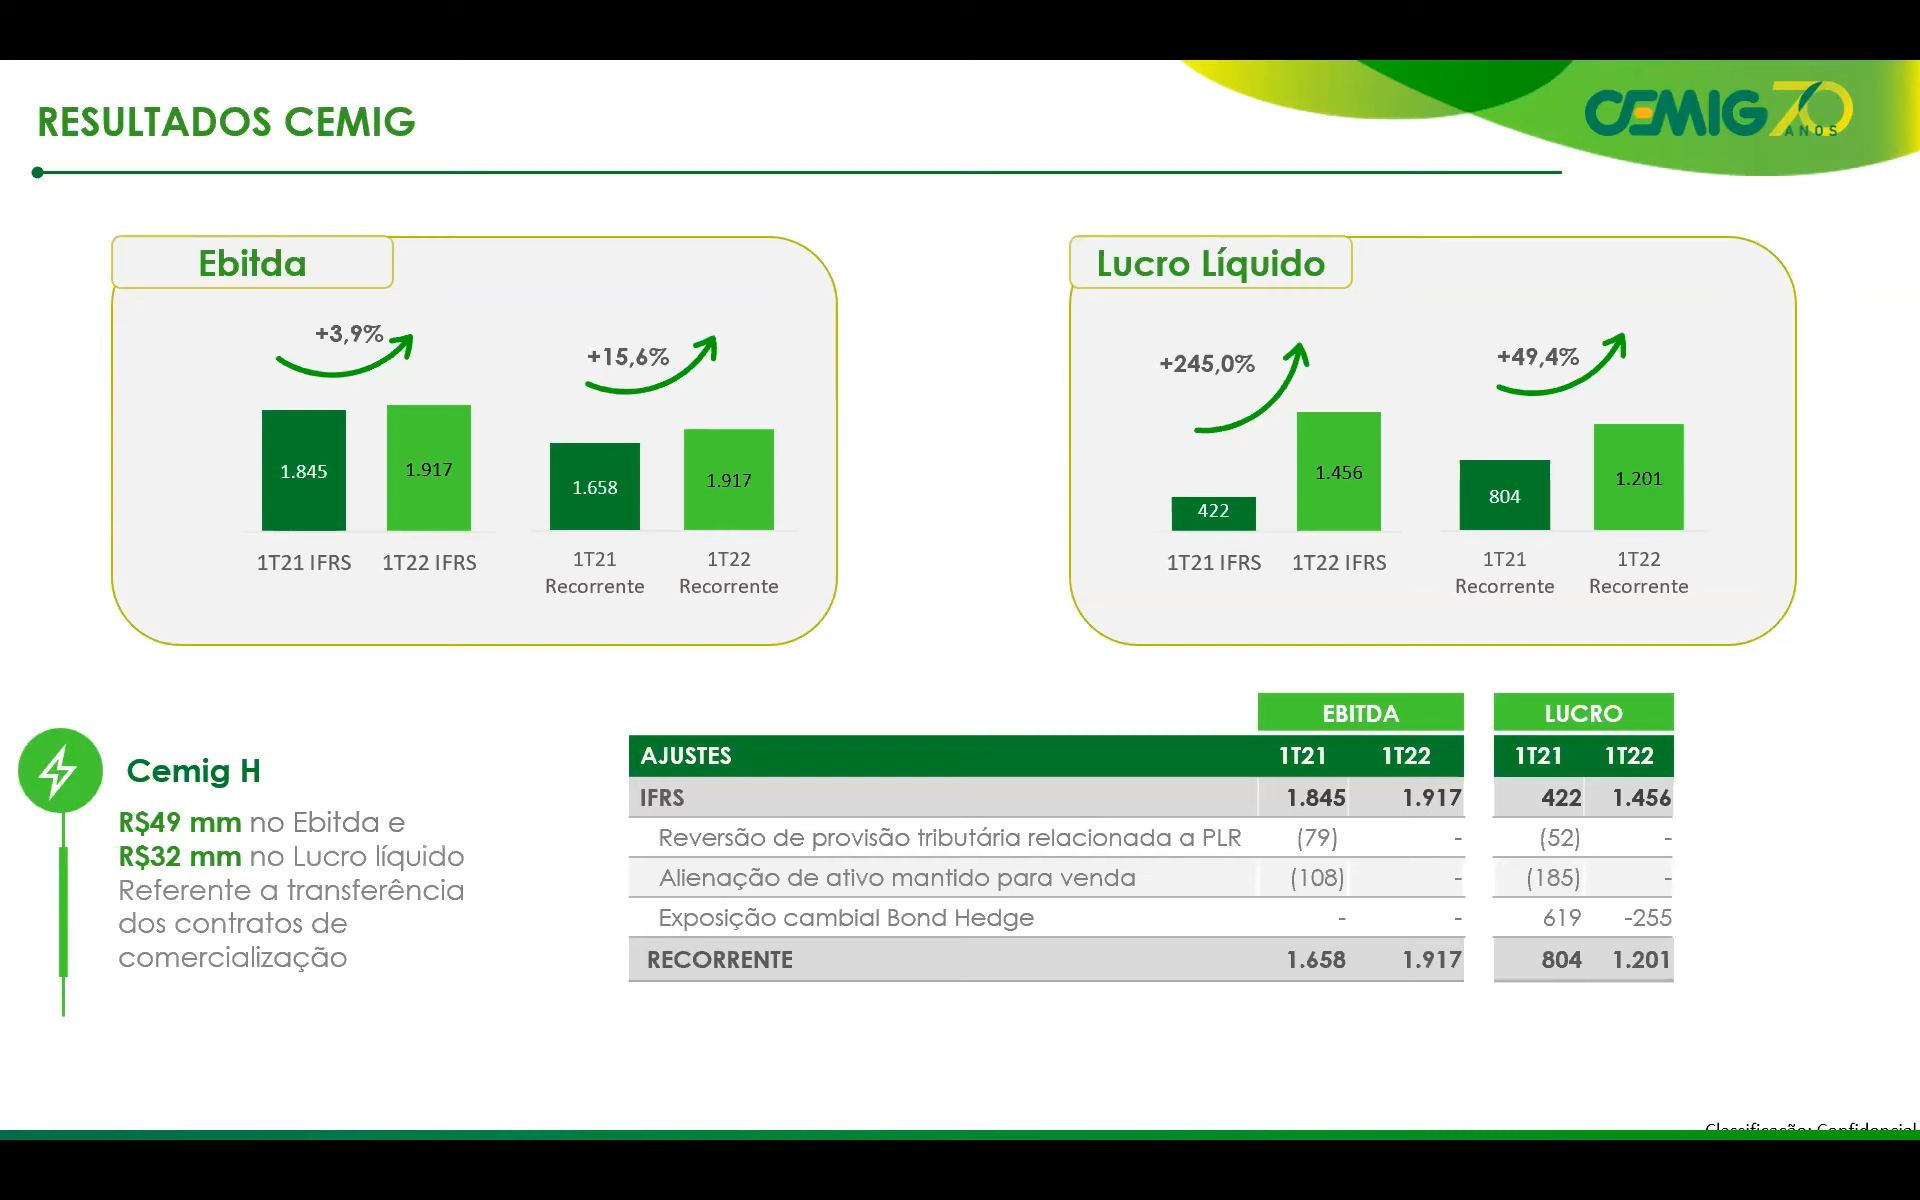 RESULTADOS CEMIG
CEMIG 70
ANOS
Ebitda
+3,9%
+15,6%
1.845
1.917
1.658
1.917
1T21 IFRS
1T22 IFRS
1T21
Recorrente
1T22
Recorrente
Lucro Líquido
+245,0%
+49,4%
422
1.456
804
1.201
1T21 IFRS
1T22 IFRS
1T21
Recorrente
1T22
Recorrente
Cemig H
R$49 mm no Ebitda e
R$32 mm no Lucro líquido
Referente a transferência
dos contratos de
comercialização
EBITDA LUCRO
AJUSTES 1T21 1T22 1T21 1T22
IFRS 1.845 1.917 422 1.456
Reversão de provisão tributária relacionada a PLR (79) - (52) -
Alienação de ativo mantido para venda (108) - (185) -
Exposição cambial Bond Hedge - - 619 -255
RECORRENTE 1.658 1.917 804 1.201
Classificação: Confidencial